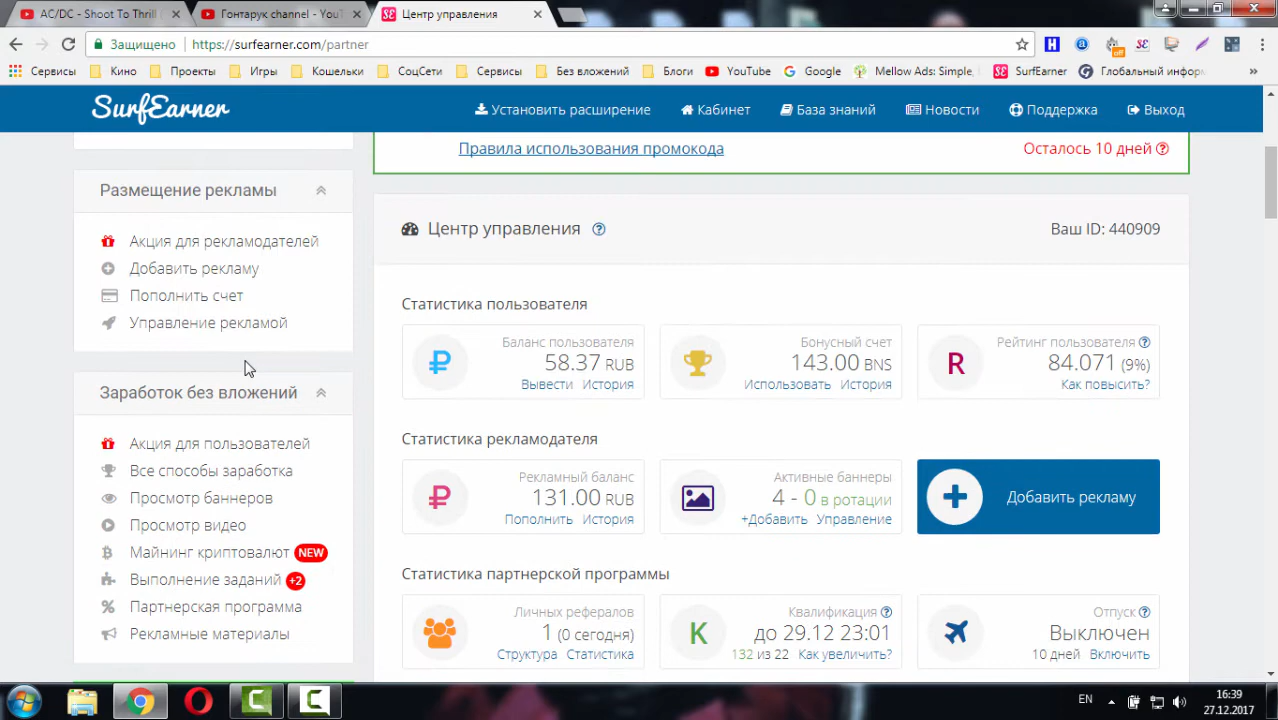 AC/DC - Shoot To Thrill
Гонтарук channel - YouT
Центр управления
Защищено
https://surfearner.com/partner
Сервисы
Кино
Проекты
Игры
Кошельки
СоцСети
Сервисы
Без вложений
Блоги
YouTube
Google
Mellow Ads: Simple,
SurfEarner
Глобальный инфор
SurfEarner
Установить расширение
Кабинет
База знаний
Новости
Поддержка
Выход
Правила использования промокода
Осталось 10 дней
Размещение рекламы
Акция для рекламодателей
Добавить рекламу
Пополнить счет
Управление рекламой
Заработок без вложений
Акция для пользователей
Все способы заработка
Просмотр баннеров
Просмотр видео
Майнинг криптовалют NEW
Выполнение заданий +2
Партнерская программа
Рекламные материалы
Центр управления
Ваш ID: 440909
Статистика пользователя
Баланс пользователя
58.37 RUB
Вывести История
Бонусный счет
143.00 BNS
Использовать История
R
Рейтинг пользователя
84.071 (9%)
Как повысить?
Статистика рекламодателя
Рекламный баланс
131.00 RUB
Пополнить История
Активные баннеры
4 - 0 в ротации
+Добавить Управление
Добавить рекламу
Статистика партнерской программы
Личных рефералов
1 (0 сегодня)
Структура Статистика
K
Квалификация
до 29.12 23:01
132 из 22 Как увеличить?
Отпуск
Выключен
10 дней Включить
EN
16:39
27.12.2017